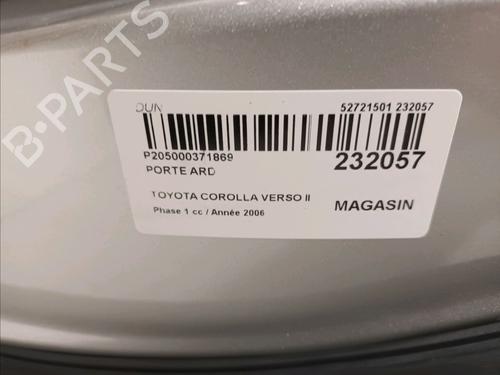 B-PARTS
DUN
52721501 232057
P205000371869
232057
PORTE ARD
TOYOTA COROLLA VERSO II
MAGASIN
Phase 1 cc / Année 2006